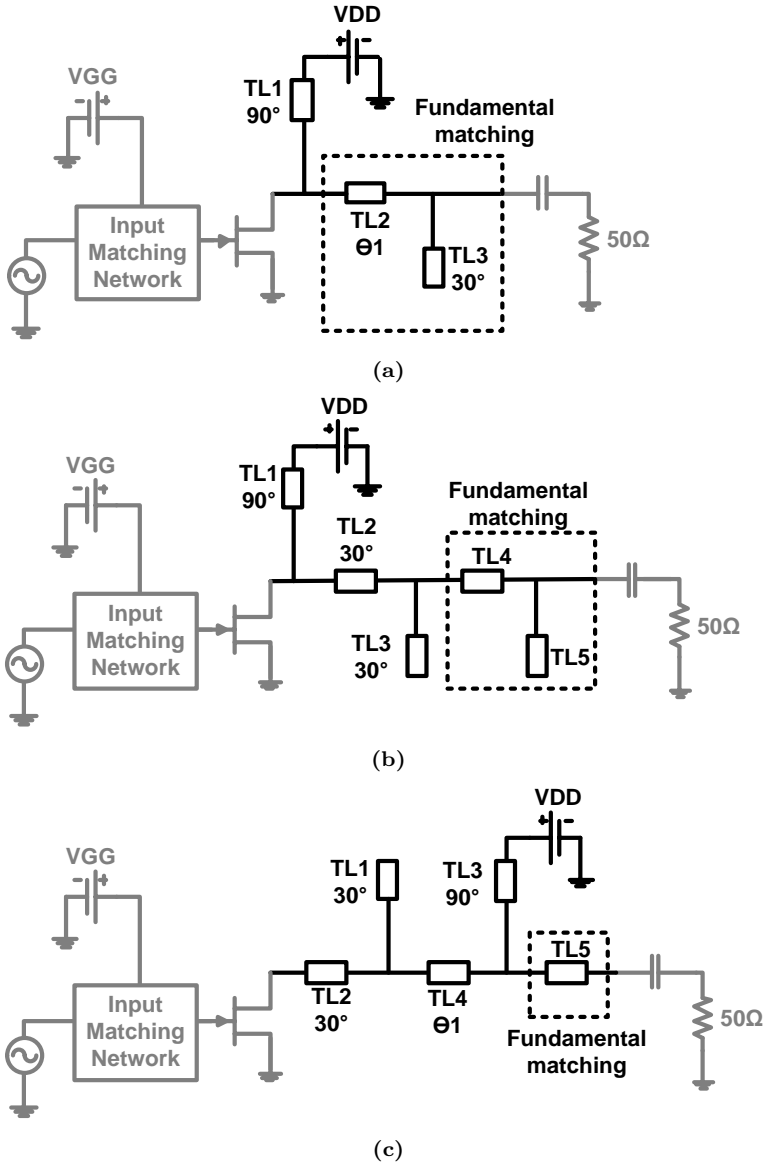 VDD
+ -
VGG
- +
TL1
90°
Fundamental
matching
TL2
Θ1
TL3
30°
Input
Matching
Network
50Ω
(a)
VDD
+ -
VGG
- +
TL1
90°
Fundamental
matching
TL2
30°
TL4
TL3
30°
TL5
Input
Matching
Network
50Ω
(b)
VDD
+ -
VGG
- +
TL1
30°
TL3
90°
TL5
TL2
30°
TL4
Θ1
Fundamental
matching
Input
Matching
Network
50Ω
(c)